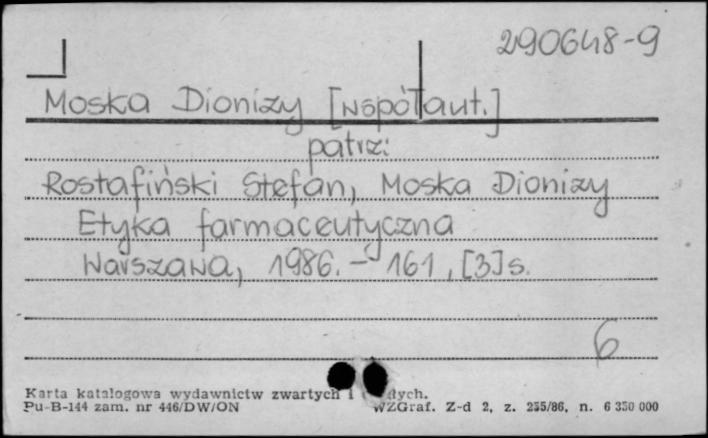 290648-9
Moska Dionizy [współaut.]
patrz:
Rostafiński Stefan, Moska Dionizy
Etyka farmaceutyczna
Warszawa, 1986. - 161, [3] s.
6
Karta katalogowa wydawnictw zwartych i dych.
Pu-B-144 zam. nr 446/DW/ON WZGraf. Z-d 2, z. 255/86, n. 6 350 000